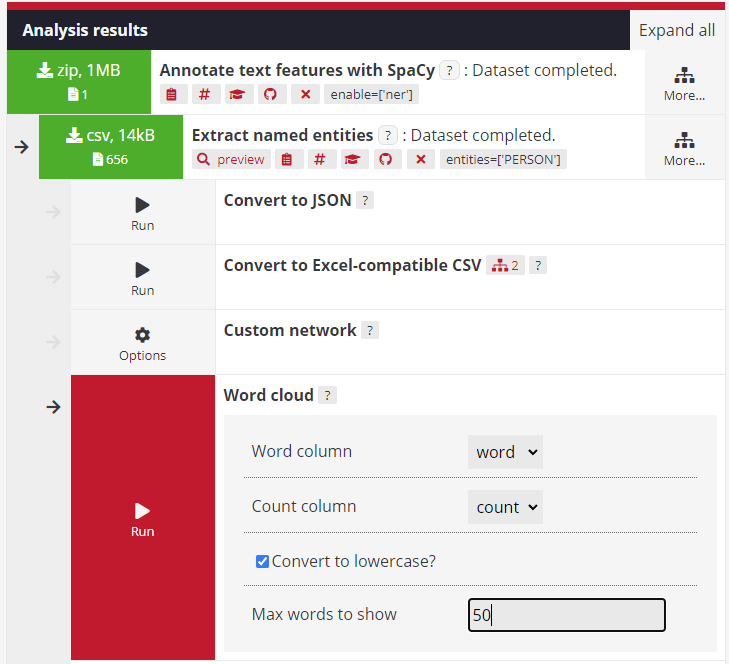 Analysis results
Expand all
zip, 1MB
1
Annotate text features with SpaCy ? : Dataset completed.
# enable=['ner']
More...
csv, 14kB
656
Extract named entities ? : Dataset completed.
preview # entities=['PERSON']
More...
Run
Convert to JSON ?
Run
Convert to Excel-compatible CSV 2 ?
Options
Custom network ?
Run
Word cloud ?
Word column word
Count column count
Convert to lowercase?
Max words to show 50